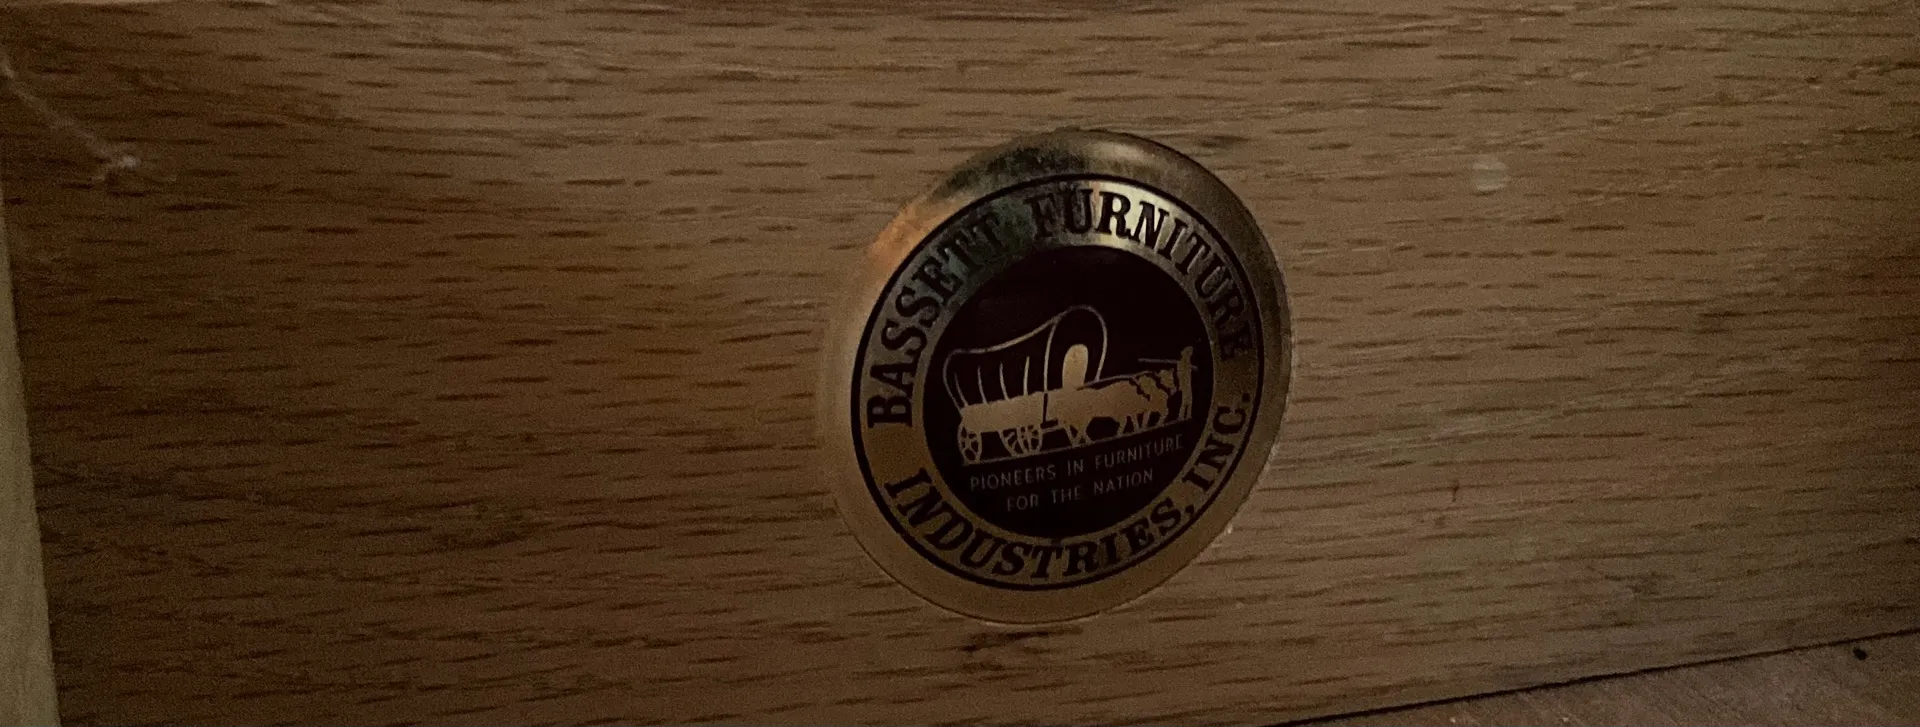 BASSETT FURNITURE
INDUSTRIES, INC.
PIONEERS IN FURNITURE
FOR THE NATION